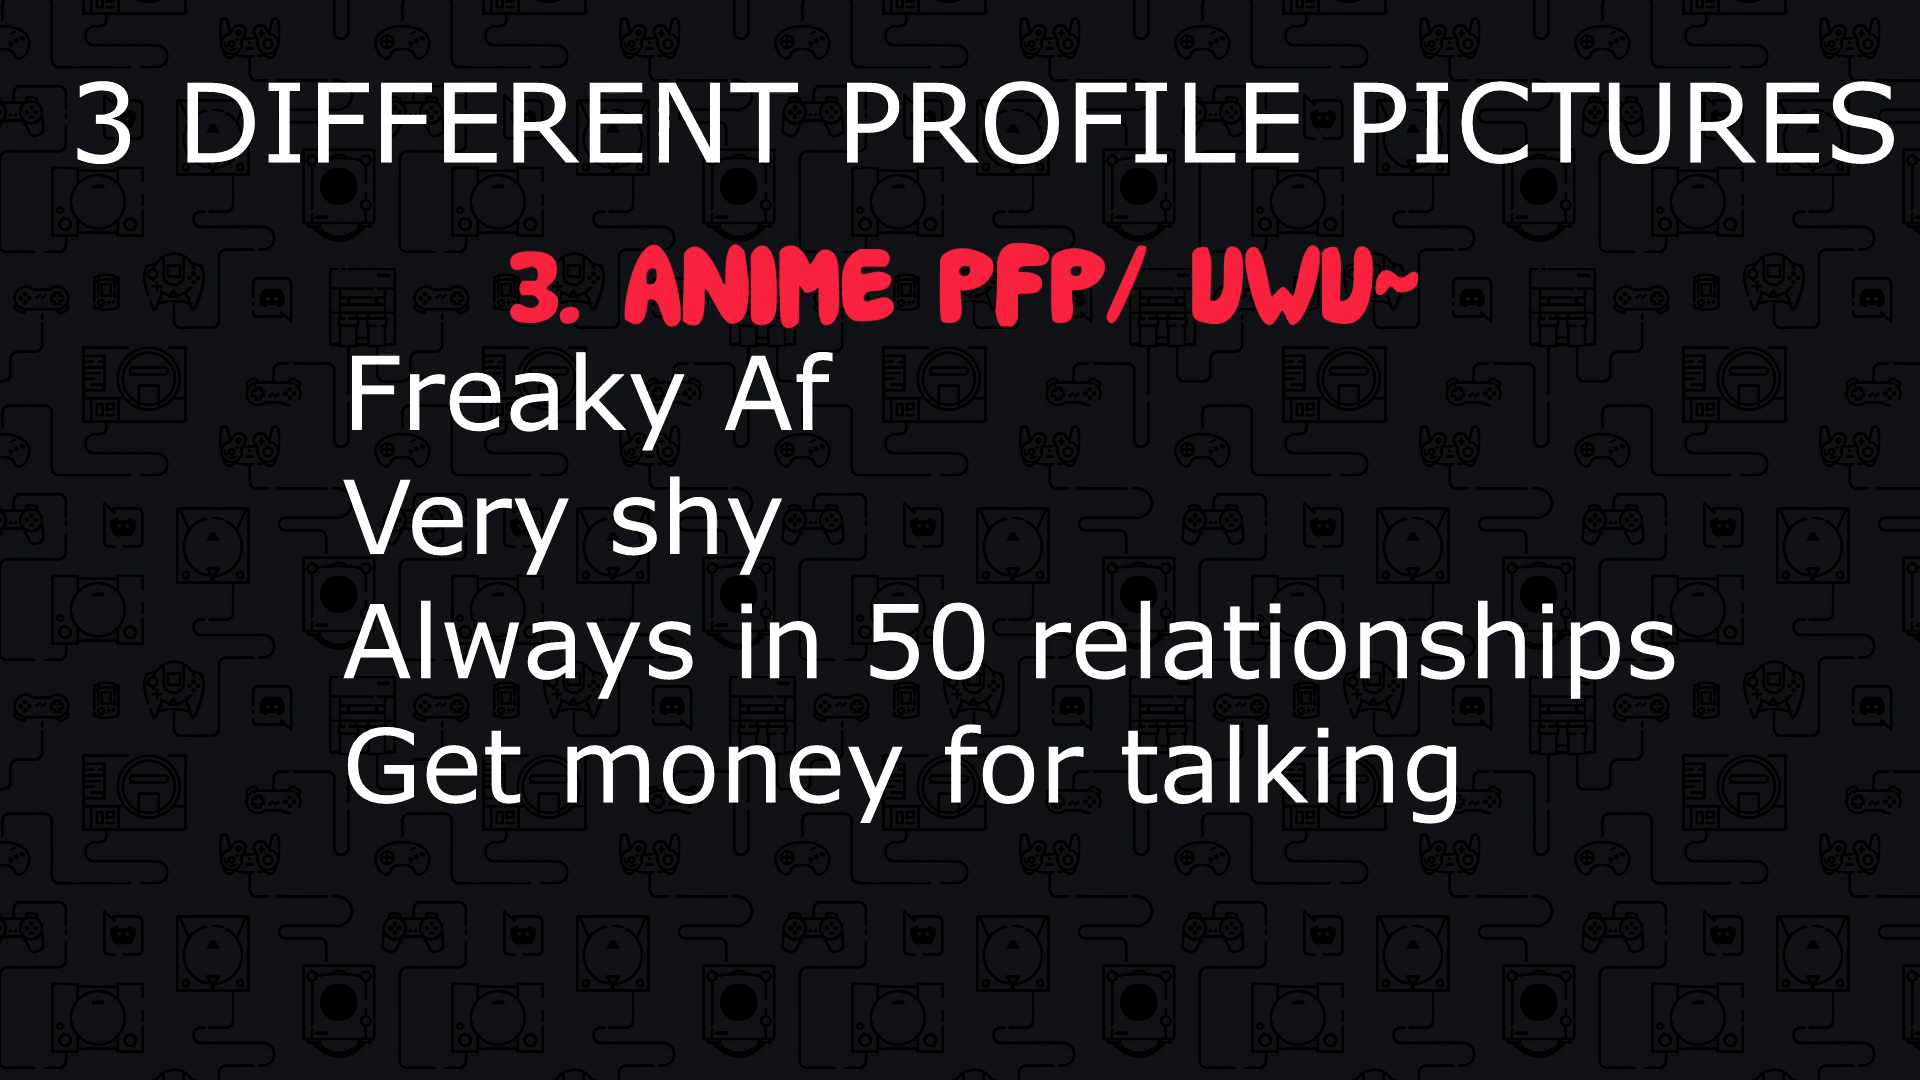 3 DIFFERENT PROFILE PICTURES
3. ANIME PFP/ UWU~
Freaky Af
Very shy
Always in 50 relationships
Get money for talking